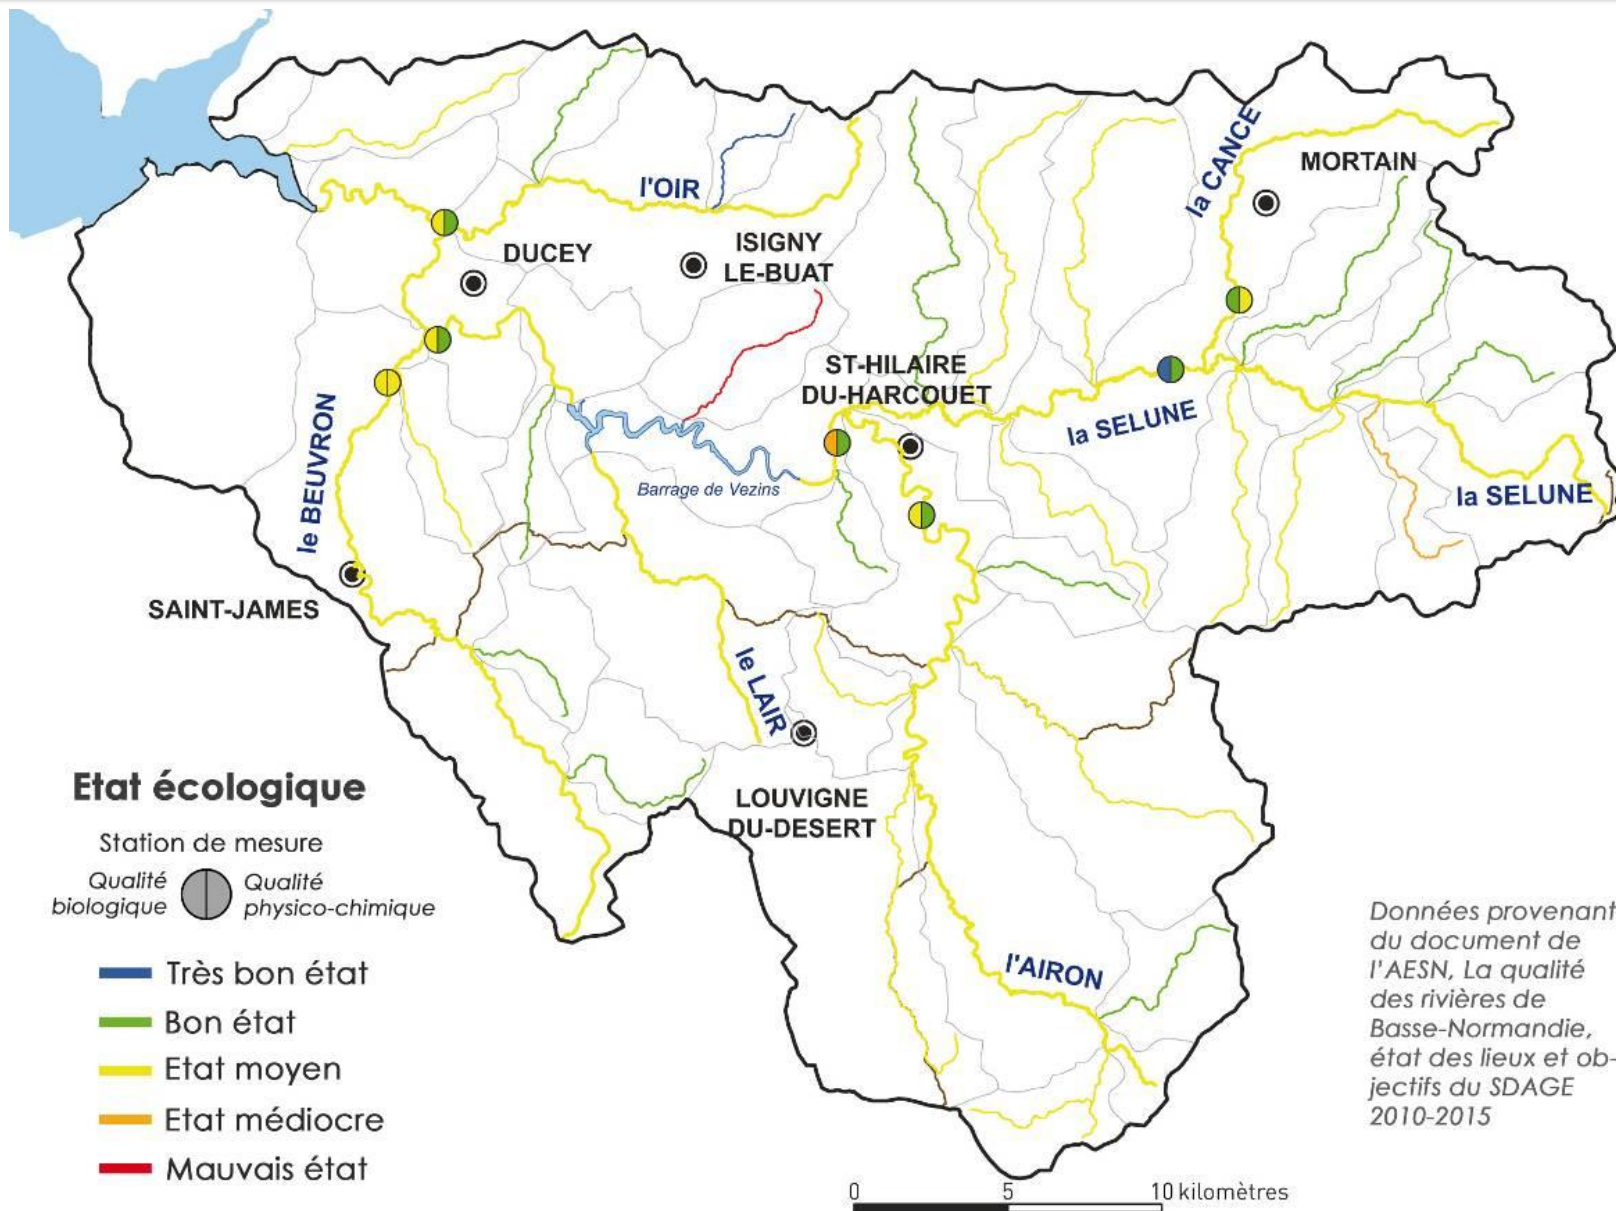 la CANCE
MORTAIN
l'OIR
DUCEY
ISIGNY
LE-BUAT
ST-HILAIRE
DU-HARCOUET
la SELUNE
le BEUVRON
Barrage de Vezins
la SELUNE
SAINT-JAMES
le LAIR
LOUVIGNE
DU-DESERT
l'AIRON
Etat écologique
Station de mesure
Qualité
biologique
Qualité
physico-chimique
Très bon état
Bon état
Etat moyen
Etat médiocre
Mauvais état
Données provenant
du document de
l'AESN, La qualité
des rivières de
Basse-Normandie,
état des lieux et ob-
jectifs du SDAGE
2010-2015
0 5 10 kilomètres